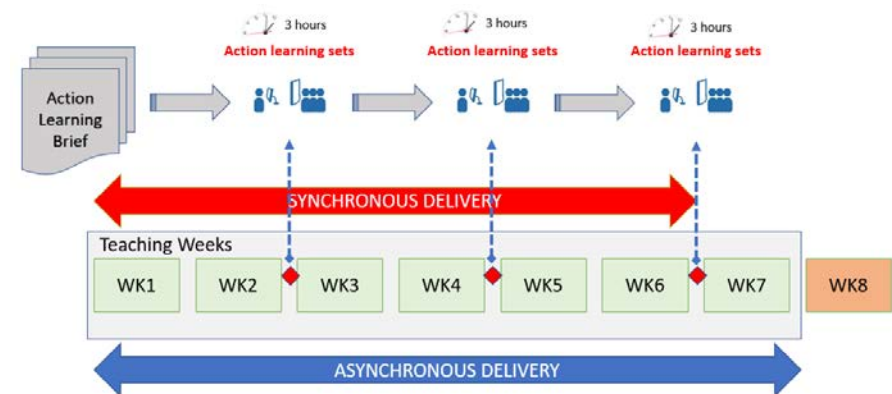 3 hours
Action learning sets
3 hours
Action learning sets
3 hours
Action learning sets
Action
Learning
Brief
SYNCHRONOUS DELIVERY
Teaching Weeks
WK1
WK2
WK3
WK4
WK5
WK6
WK7
WK8
ASYNCHRONOUS DELIVERY